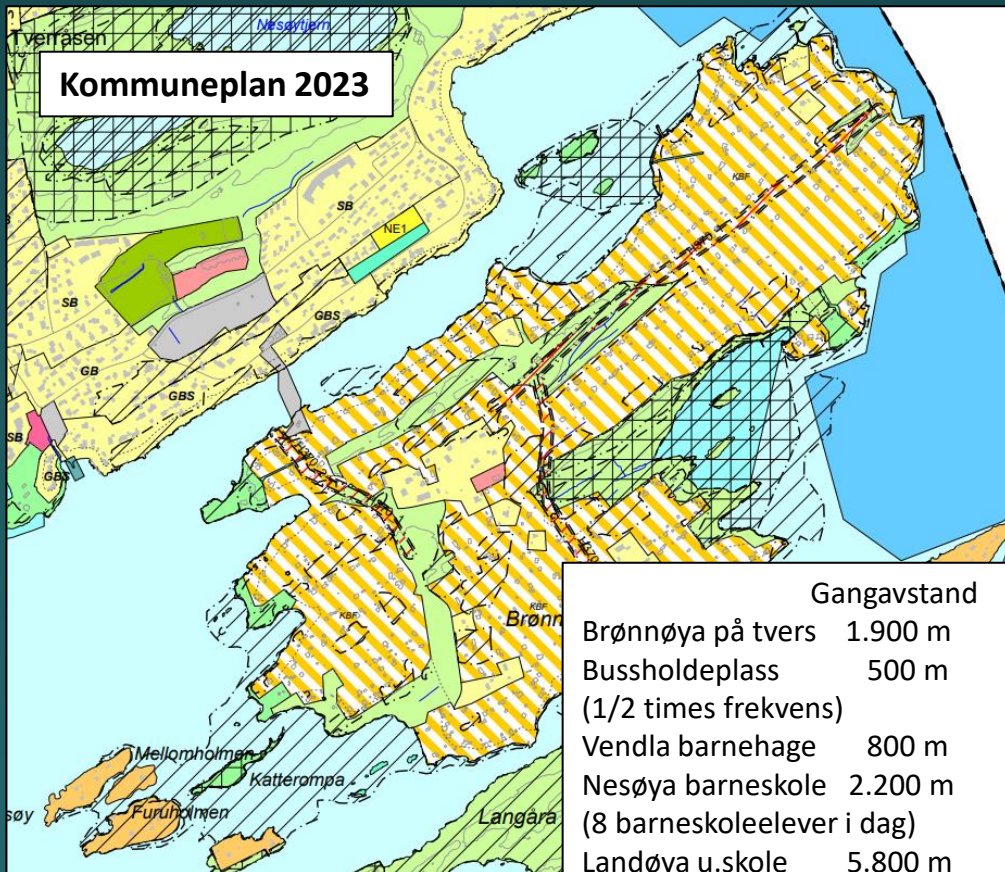 Nesøytjern
Tverråsen
Kommuneplan 2023
KBF
SB
NE1
SB
GBS
GB
GBS
SB
GBS
KBF
Brønn
Mellomholmen
Katterompa
Furuholmen
søy
Langåra
Gangavstand
Brønnøya på tvers 1.900 m
Bussholdeplass 500 m
(1/2 times frekvens)
Vendla barnehage 800 m
Nesøya barneskole 2.200 m
(8 barneskoleelever i dag)
Landøya u.skole 5.800 m